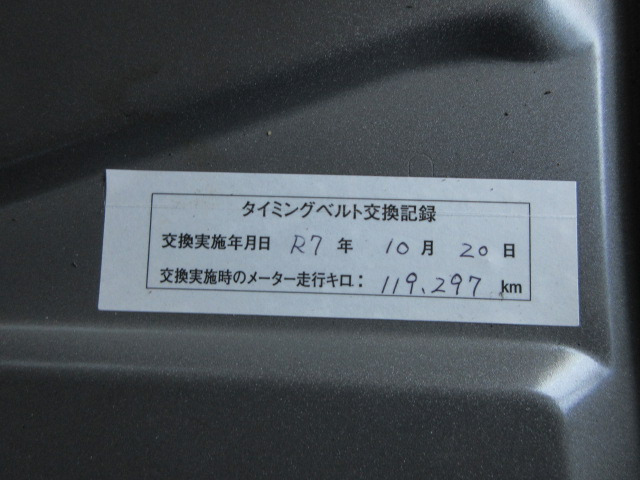 タイミングベルト交換記録
交換実施年月日 R7 年 10 月 20 日
交換実施時のメーター走行キロ： 119,297 km